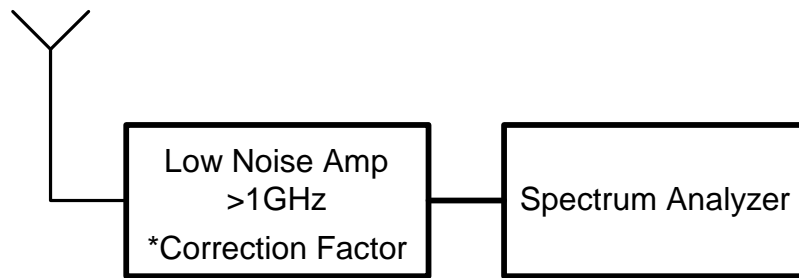 Low Noise Amp
>1GHz
*Correction Factor
Spectrum Analyzer